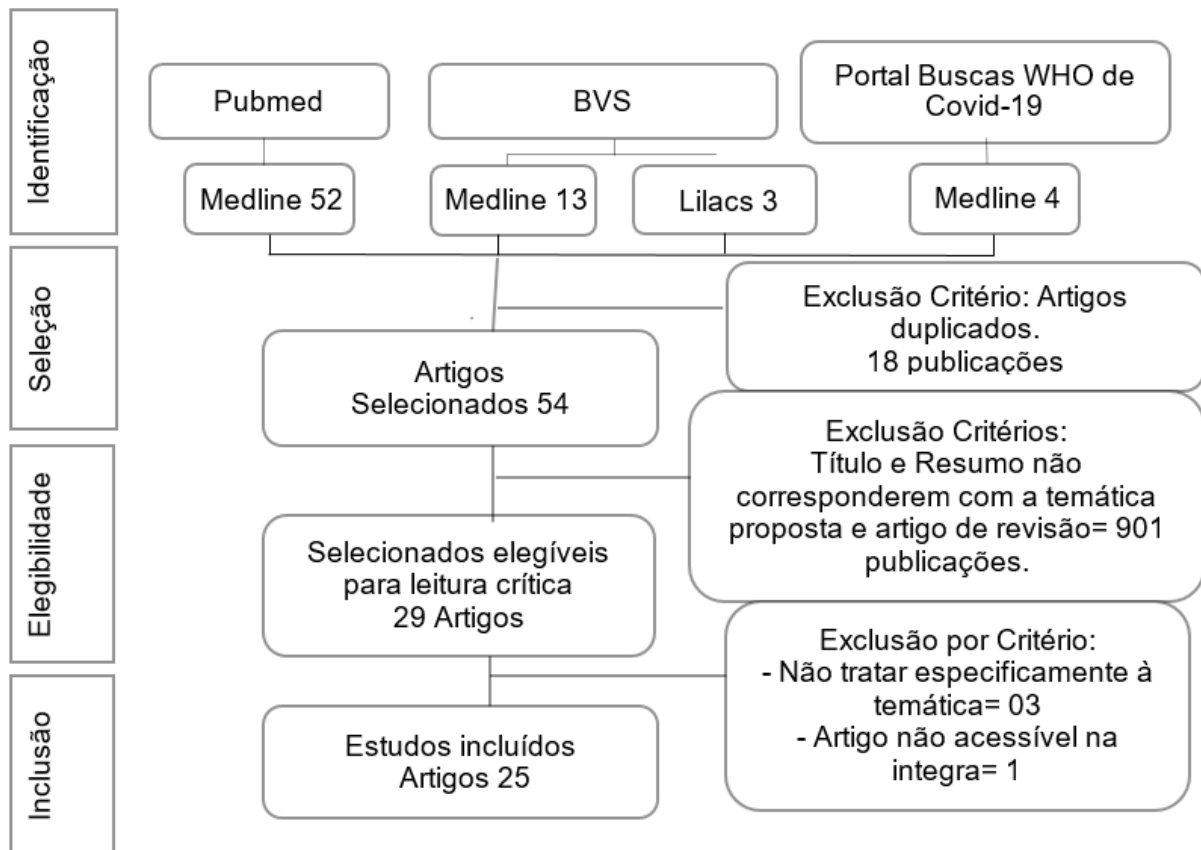 Identificação
Pubmed
BVS
Portal Buscas WHO de
Covid-19
Medline 52
Medline 13
Lilacs 3
Medline 4
Seleção
Exclusão Critério: Artigos
duplicados.
18 publicações
Artigos
Selecionados 54
Exclusão Critérios:
Título e Resumo não
corresponderem com a temática
proposta e artigo de revisão= 901
publicações.
Elegibilidade
Selecionados elegíveis
para leitura crítica
29 Artigos
Exclusão por Critério:
- Não tratar especificamente à
temática= 03
- Artigo não acessível na
integra= 1
Inclusão
Estudos incluídos
Artigos 25